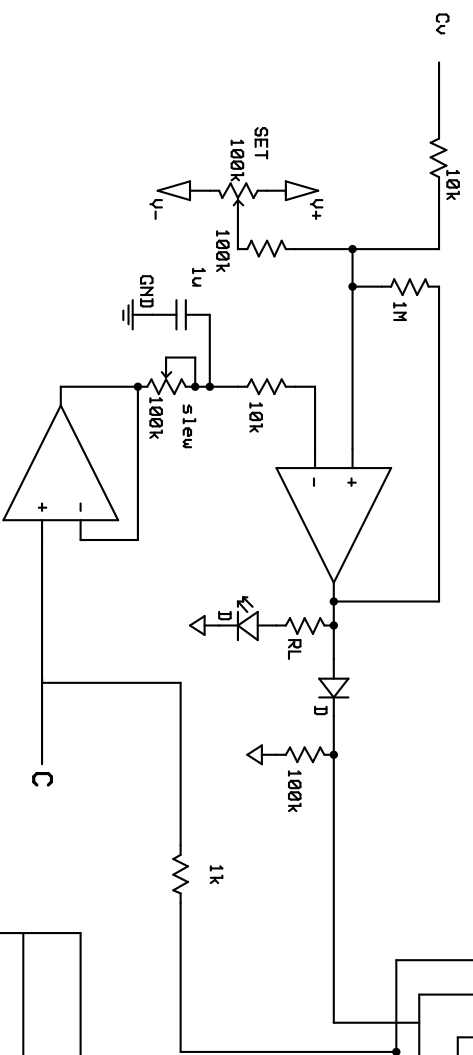 Cv
10k
SET
100k
Y+
Y-
100k
1M
1u
GND
slew
100k
10k
-
+
-
+
D
RL
D
100k
C
1k